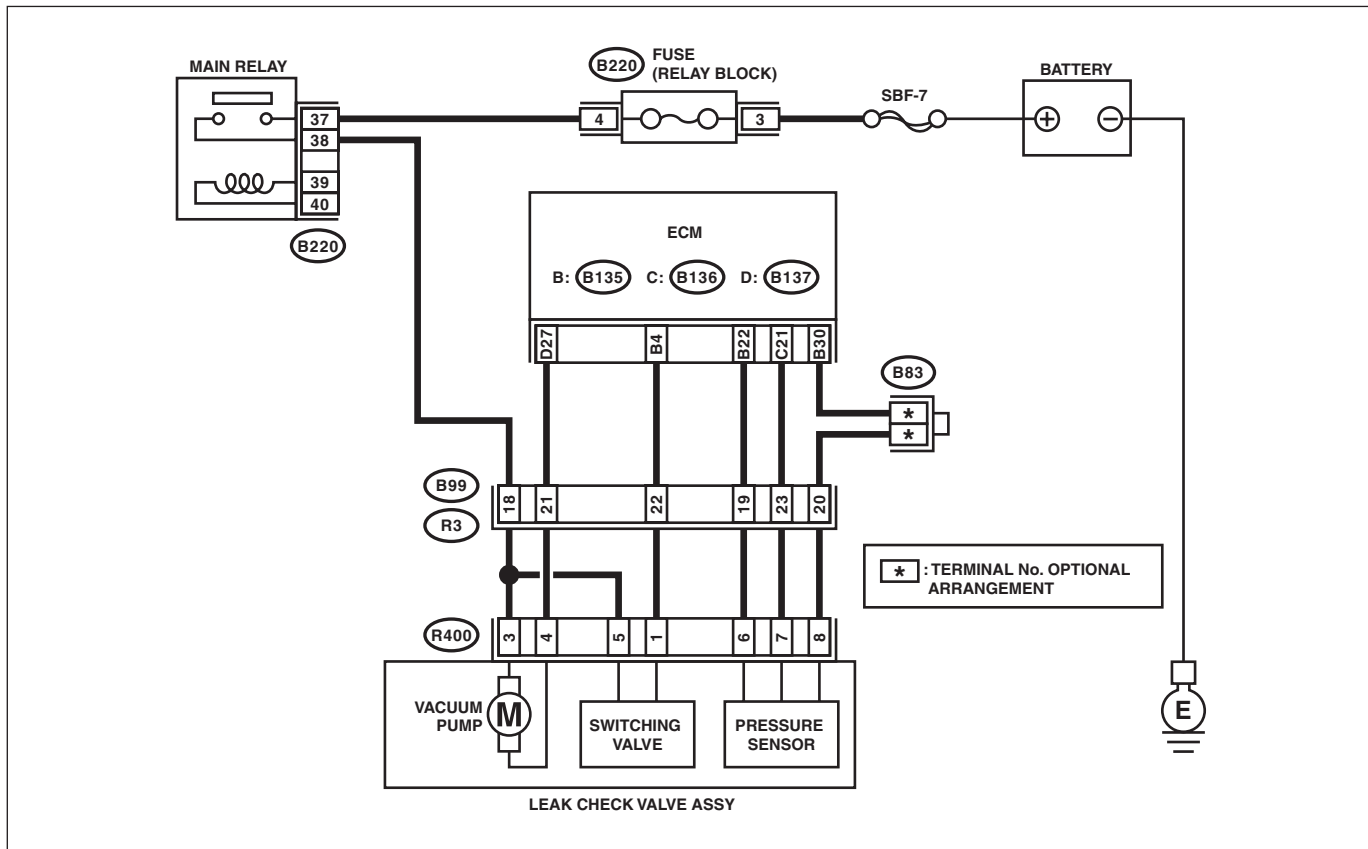 MAIN RELAY
37
38
39
40
B220
B220
FUSE
(RELAY BLOCK)
4
3
SBF-7
BATTERY
+
−
ECM
B: B135 C: B136 D: B137
D27
B4
B22
C21
B30
B83
*
*
B99
R3
18
21
22
19
23
20
* : TERMINAL No. OPTIONAL
ARRANGEMENT
R400
3
4
5
1
6
7
8
VACUUM
PUMP
M
SWITCHING
VALVE
PRESSURE
SENSOR
E
LEAK CHECK VALVE ASSY